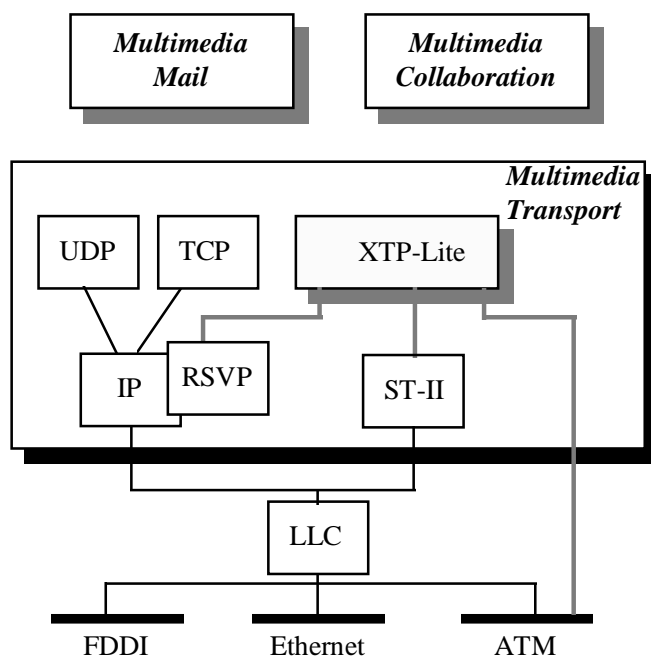 Multimedia
Mail
Multimedia
Collaboration
Multimedia
Transport
UDP
TCP
XTP-Lite
IP
RSVP
ST-II
LLC
FDDI
Ethernet
ATM